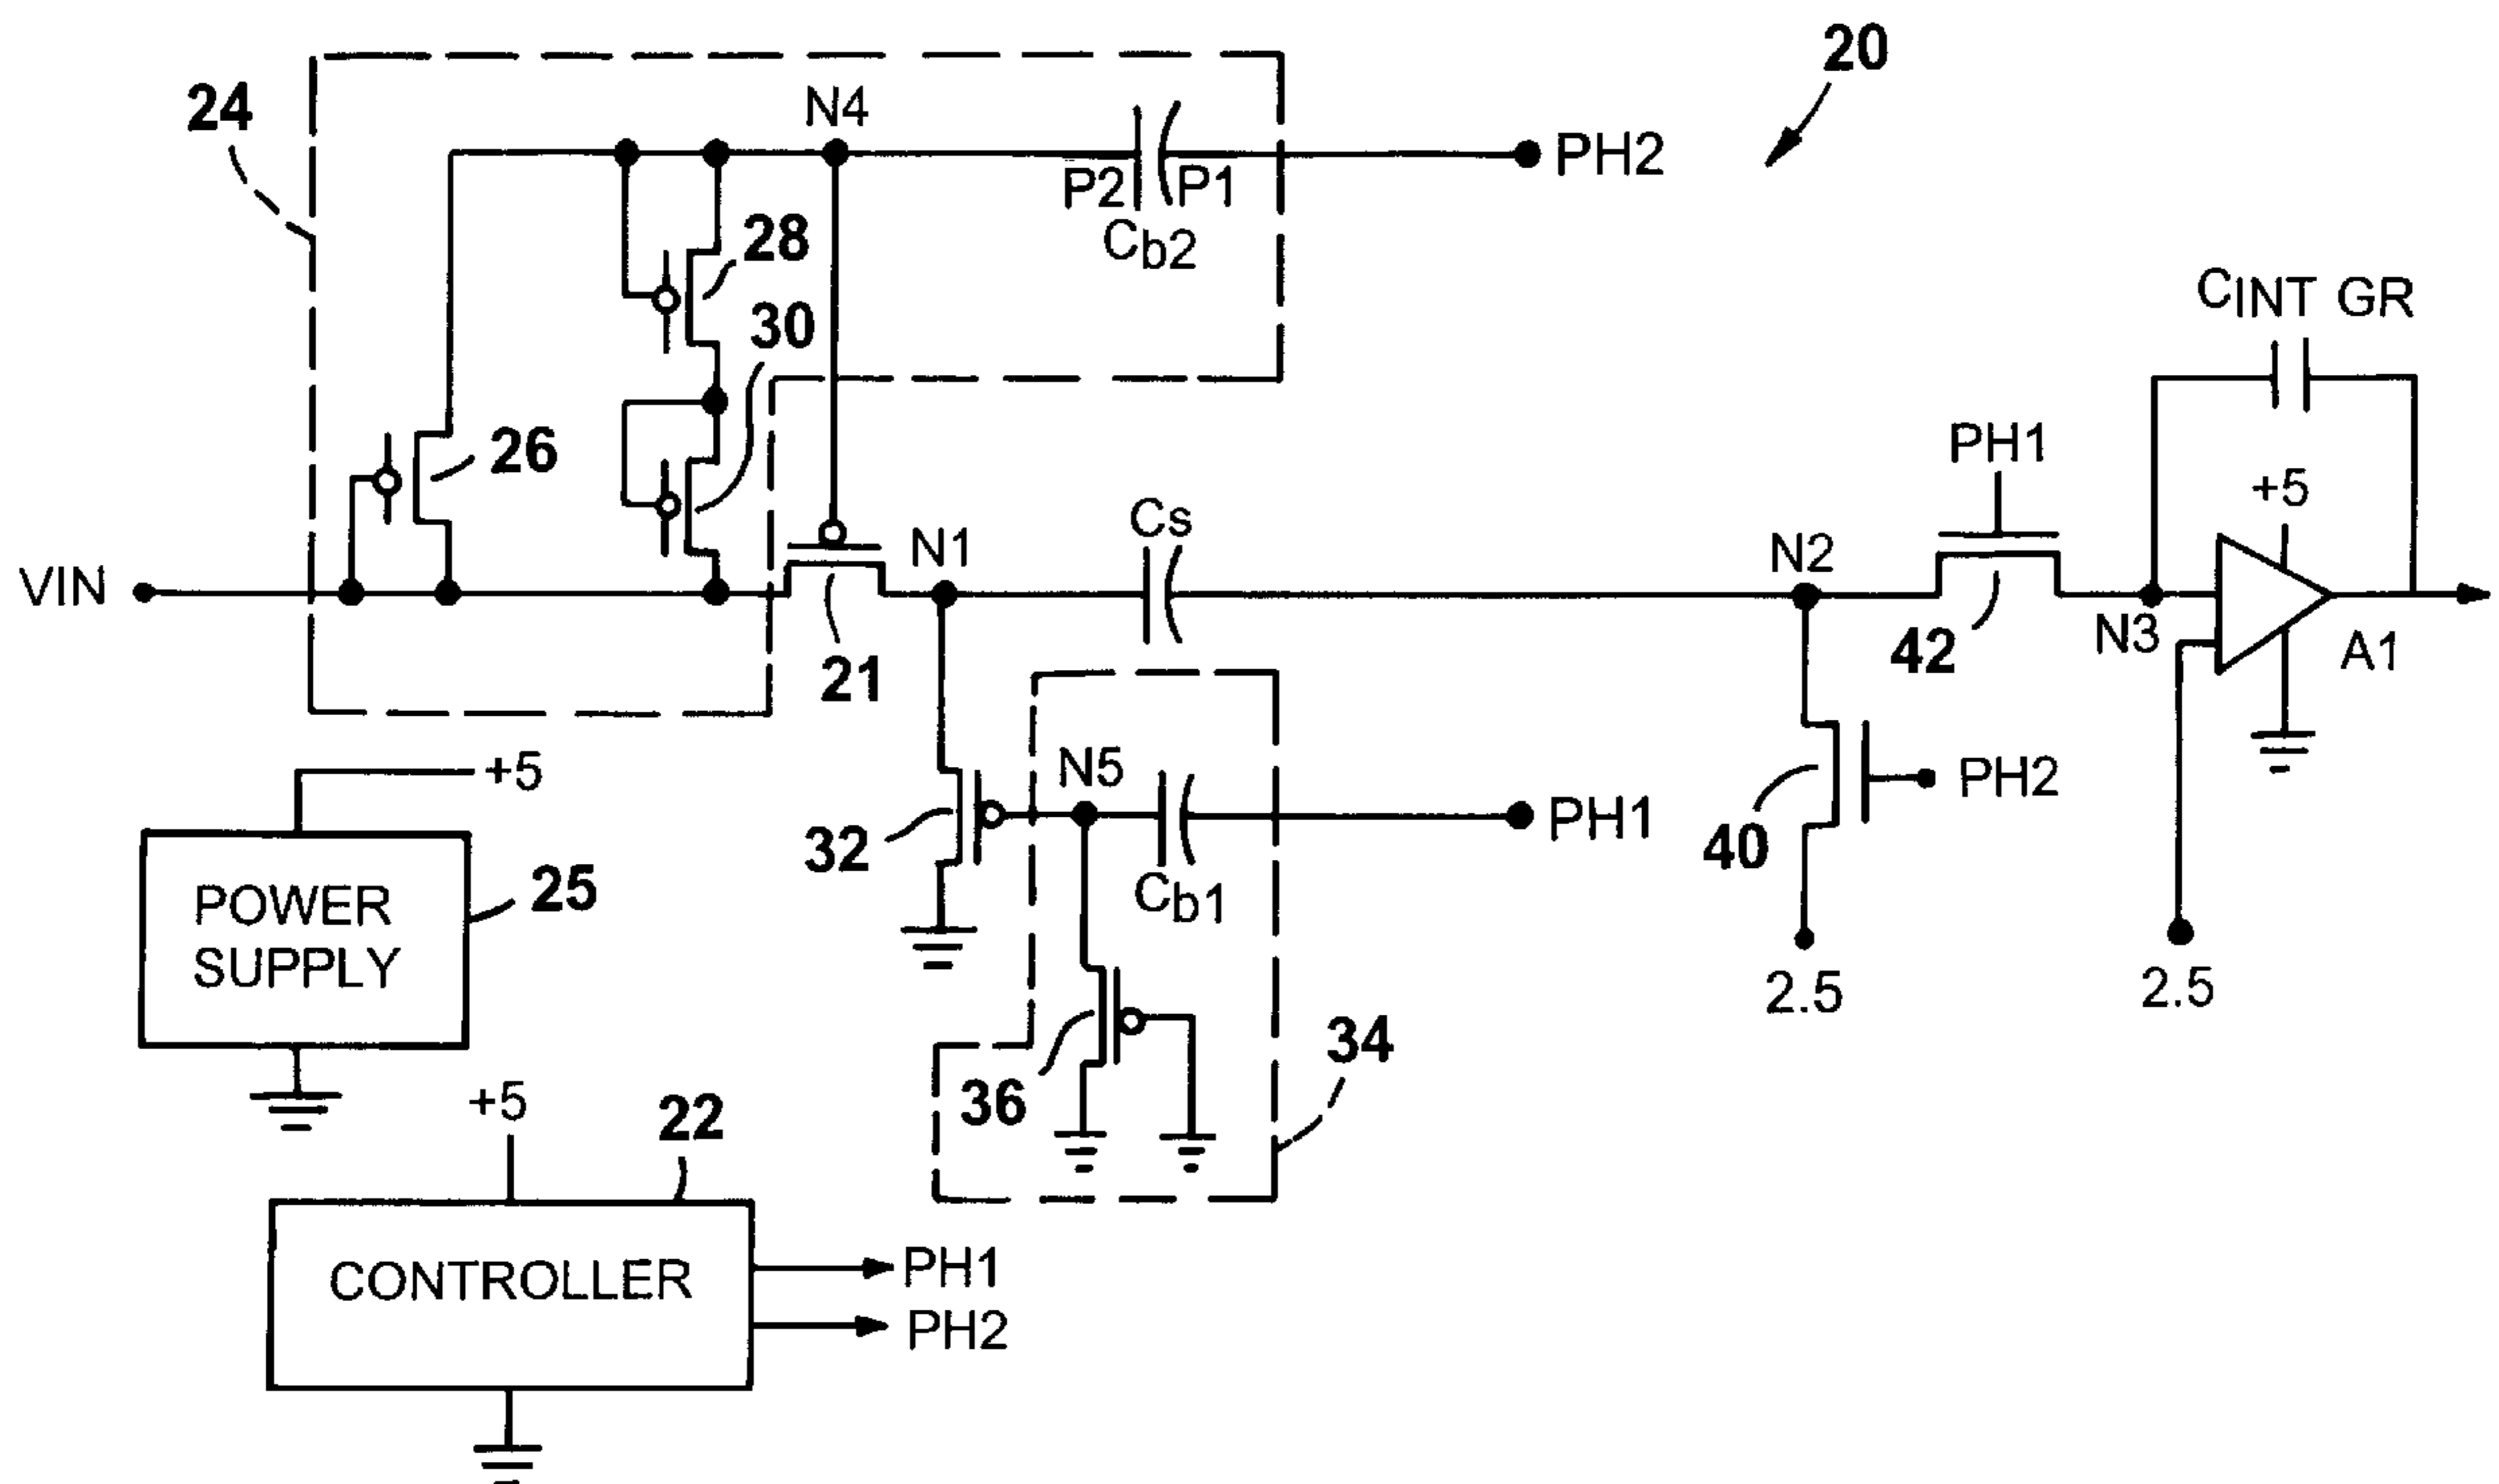 20
24
N4
PH2
P2
P1
Cb2
28
30
26
CINT GR
PH1
+5
VIN
N1
Cs
N2
N3
A1
21
42
+5
N5
PH2
PH1
32
40
Cb1
POWER
SUPPLY
25
2.5
2.5
36
34
+5
22
CONTROLLER
PH1
PH2